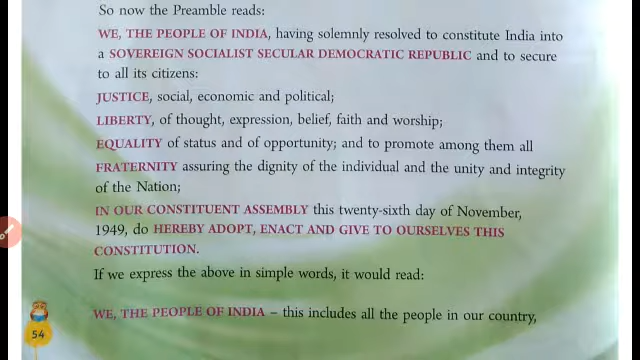 So now the Preamble reads:
WE, THE PEOPLE OF INDIA, having solemnly resolved to constitute India into
a SOVEREIGN SOCIALIST SECULAR DEMOCRATIC REPUBLIC and to secure
to all its citizens:
JUSTICE, social, economic and political;
LIBERTY, of thought, expression, belief, faith and worship;
EQUALITY of status and of opportunity; and to promote among them all
FRATERNITY assuring the dignity of the individual and the unity and integrity
of the Nation;
IN OUR CONSTITUENT ASSEMBLY this twenty-sixth day of November,
1949, do HEREBY ADOPT, ENACT AND GIVE TO OURSELVES THIS
CONSTITUTION.
If we express the above in simple words, it would read:
WE, THE PEOPLE OF INDIA – this includes all the people in our country,
54